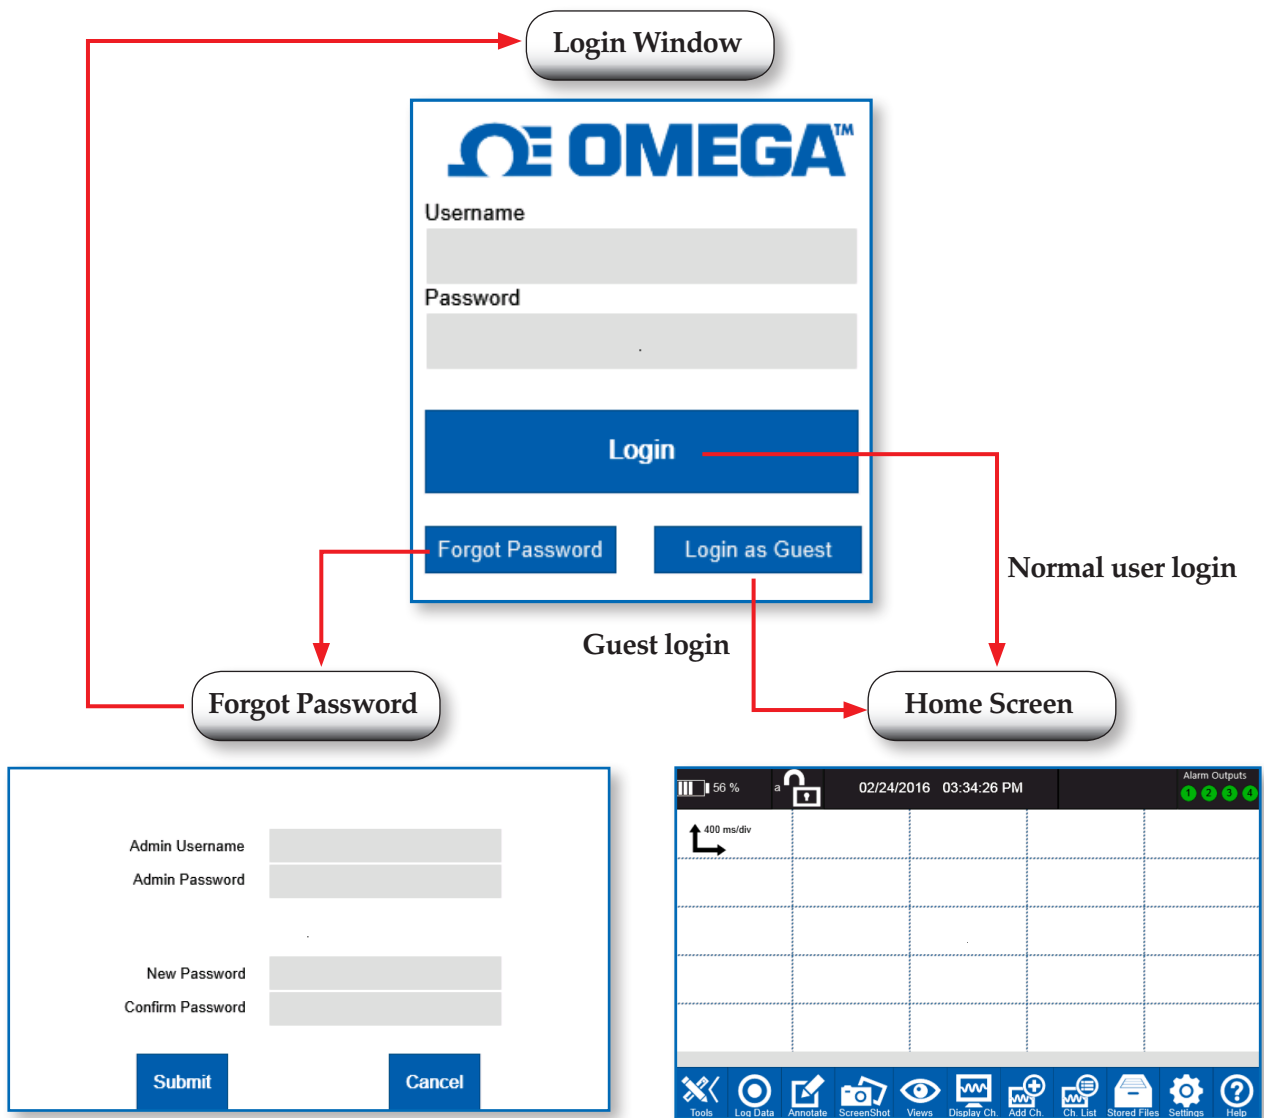 Login Window
ΩE OMEGA™
Username
Password
Login
Forgot Password
Login as Guest
Normal user login
Guest login
Forgot Password
Home Screen
Admin Username
Admin Password
New Password
Confirm Password
Submit
Cancel
56 %
a
02/24/2016 03:34:26 PM
Alarm Outputs
1 2 3 4
400 ms/div
Tools Log Data Annotate ScreenShot Views Display Ch. Add Ch. Ch. List Stored Files Settings Help